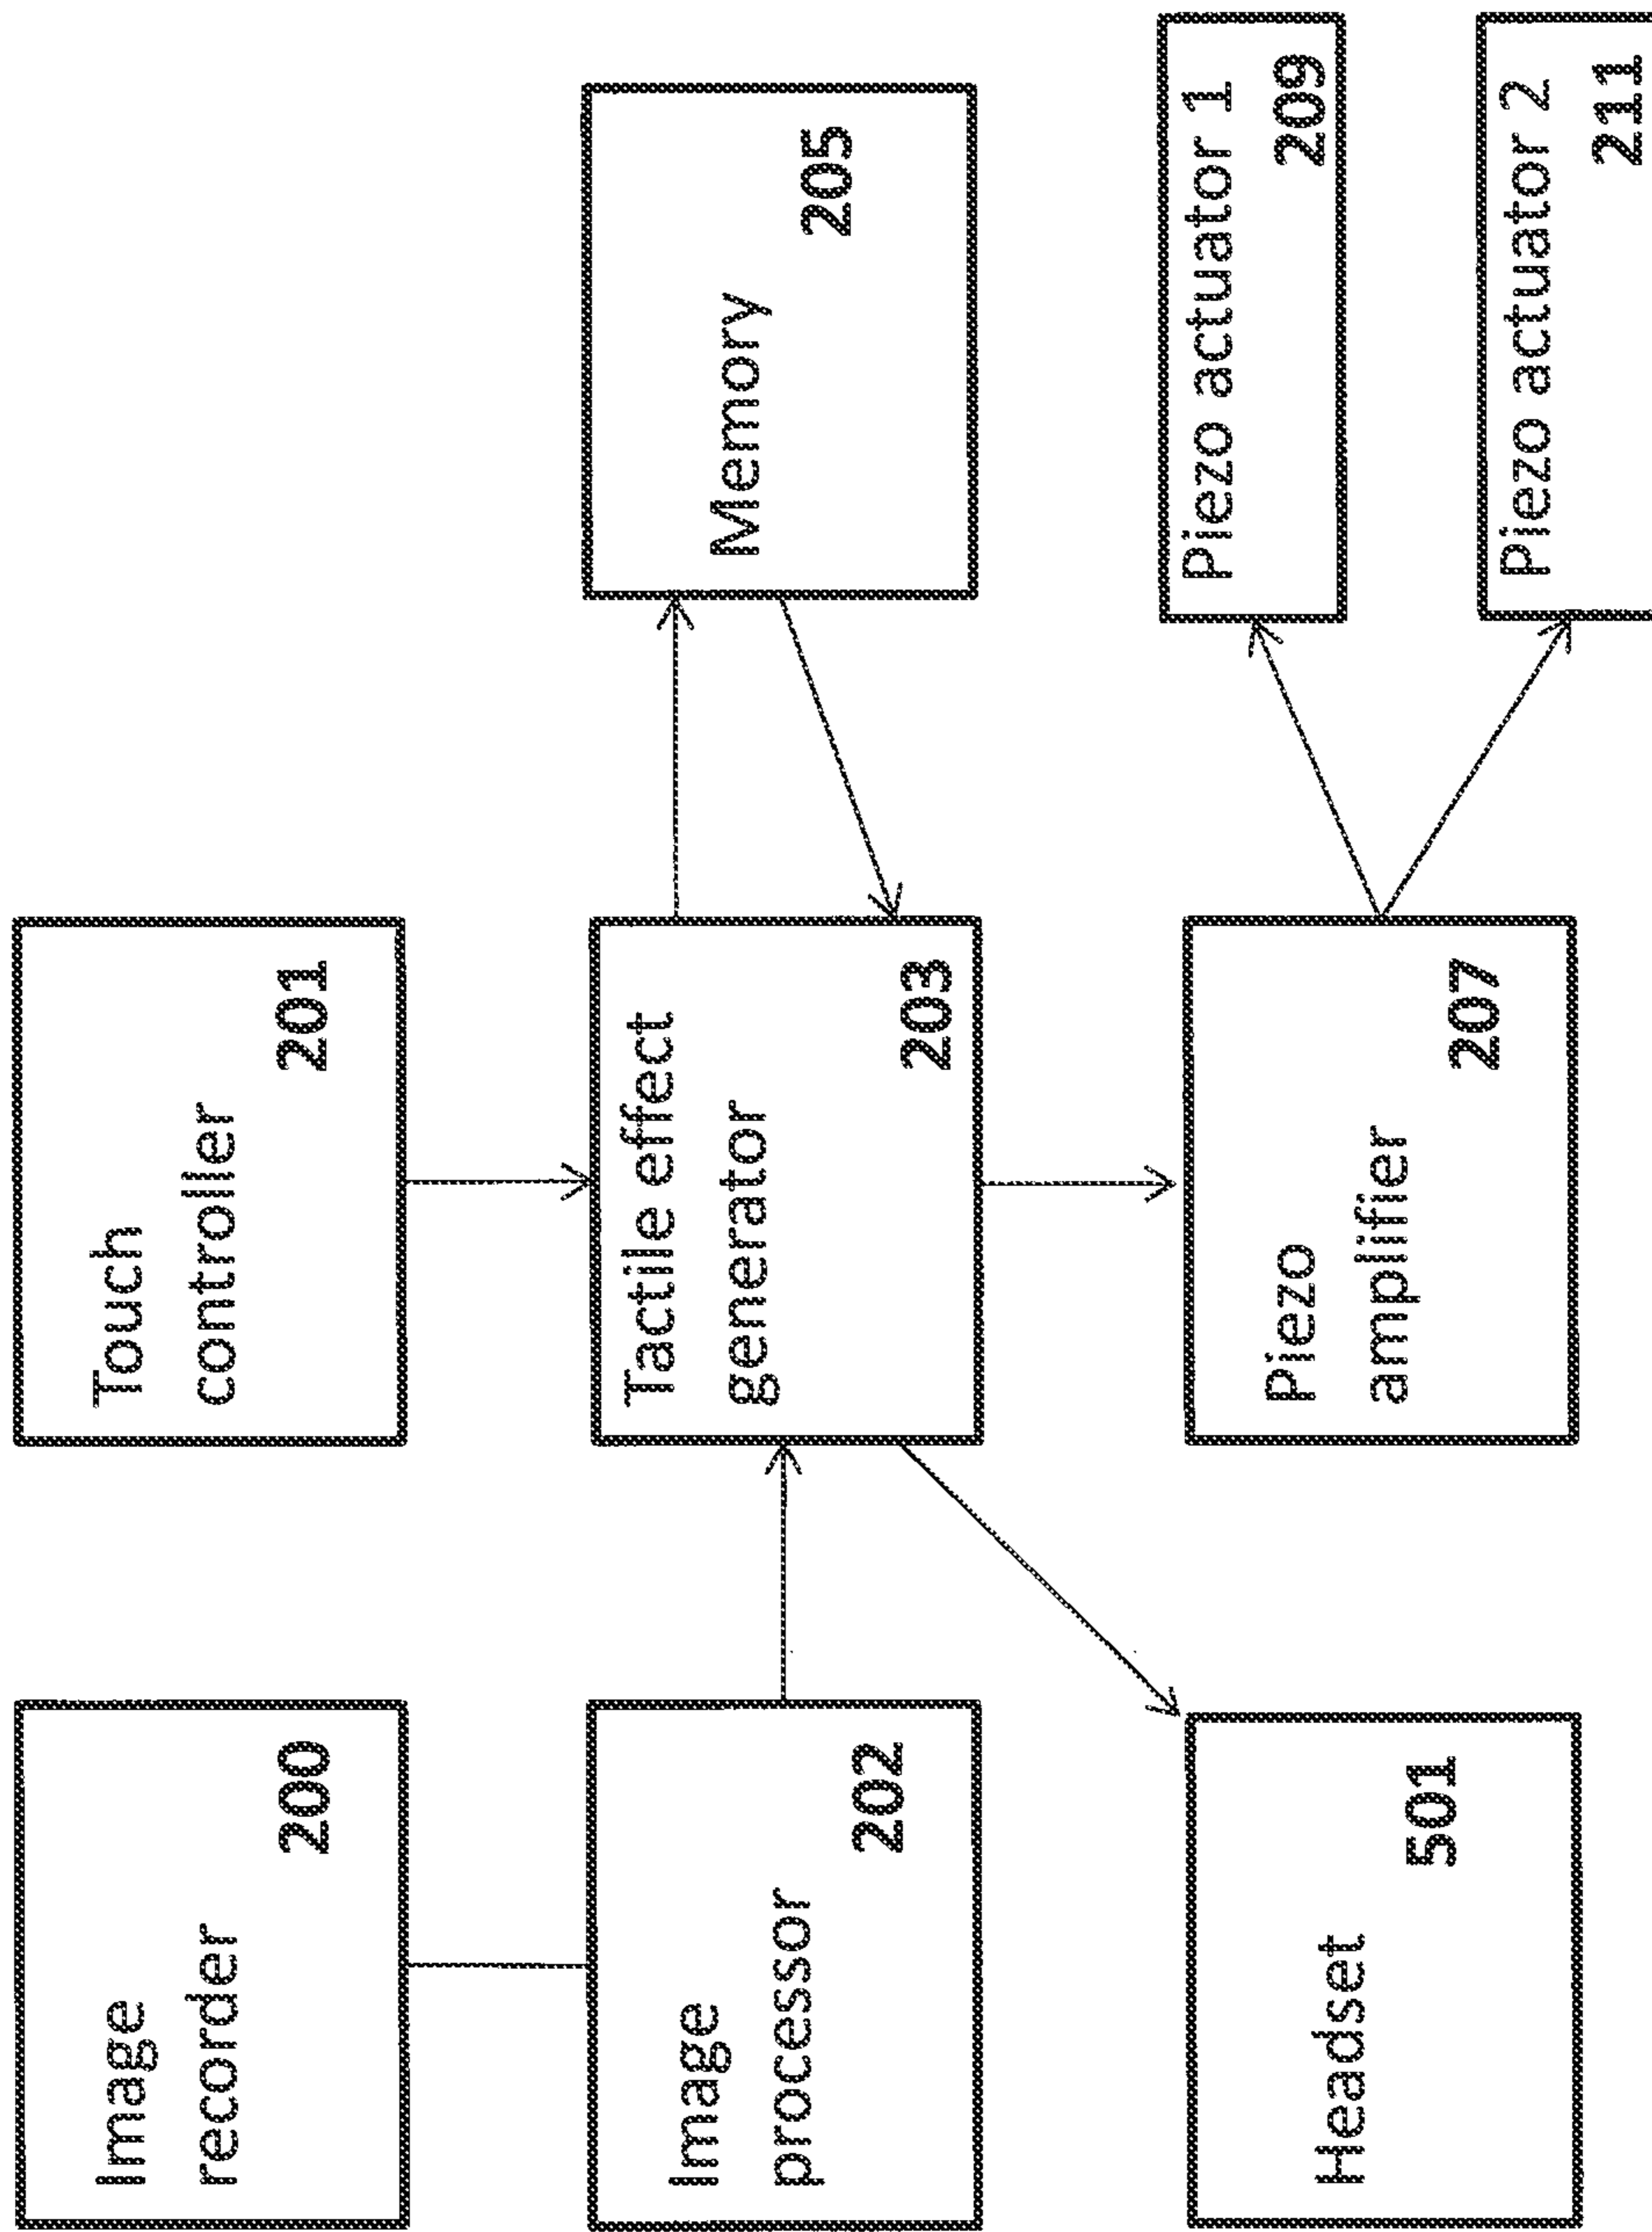 Image
recorder
200
Touch
controller
201
Image
processor
202
Tactile effect
generator
203
Memory
205
Headset
501
Piezo
amplifier
207
Piezo actuator 1
209
Piezo actuator 2
211